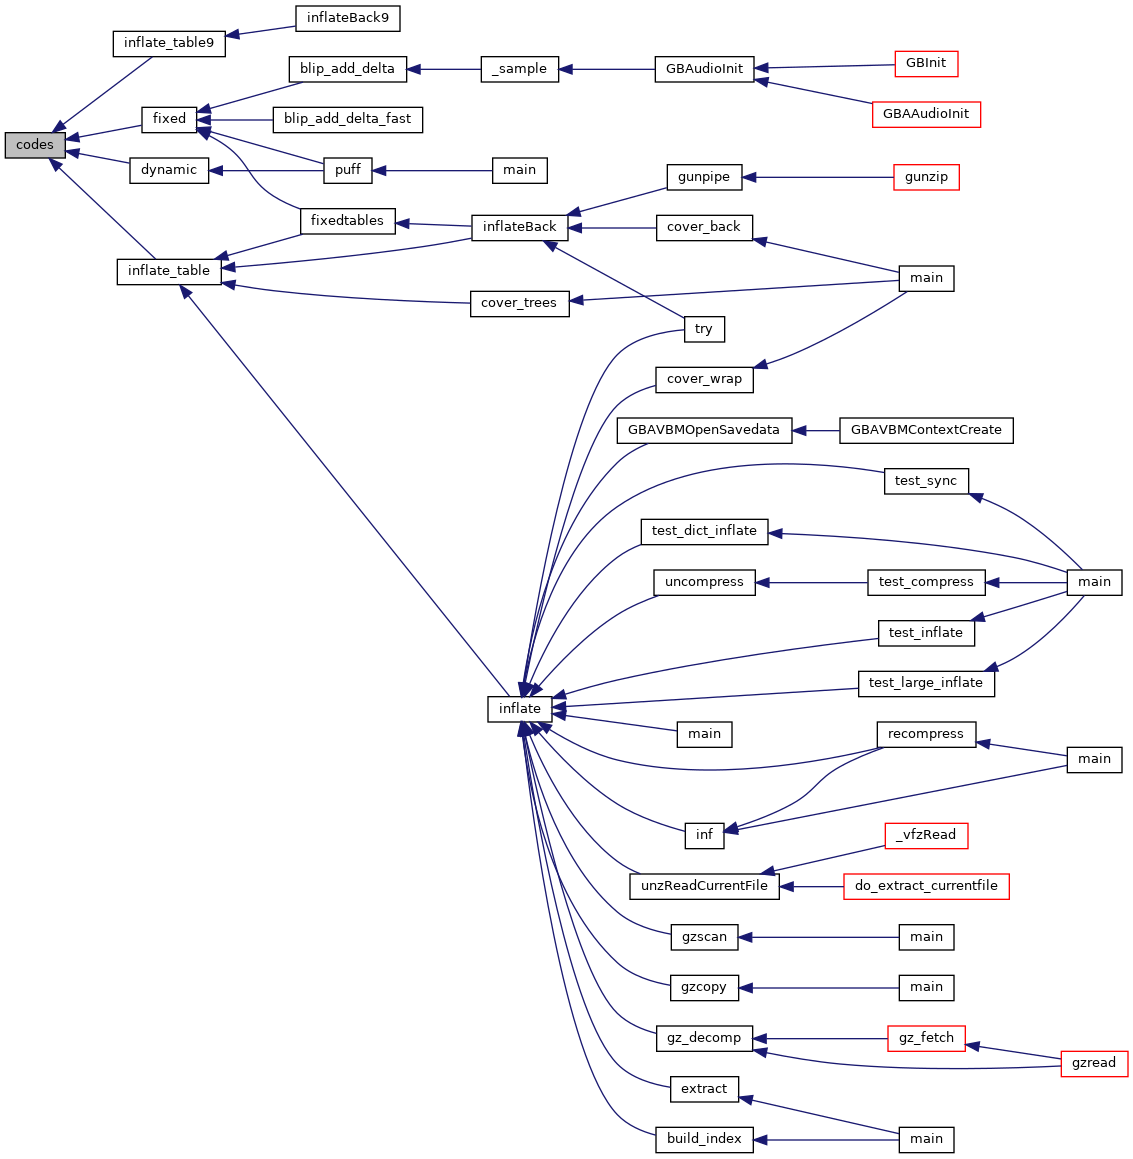 inflateBack9
inflate_table9
blip_add_delta
_sample
GBAudioInit
GBInit
GBAAudioInit
fixed
blip_add_delta_fast
codes
dynamic
puff
main
gunpipe
gunzip
fixedtables
inflateBack
cover_back
inflate_table
main
cover_trees
try
cover_wrap
GBAVBMOpenSavedata
GBAVBMContextCreate
test_sync
test_dict_inflate
uncompress
test_compress
main
test_inflate
test_large_inflate
inflate
main
recompress
main
inf
_vfzRead
unzReadCurrentFile
do_extract_currentfile
gzscan
main
gzcopy
main
gz_decomp
gz_fetch
gzread
extract
build_index
main